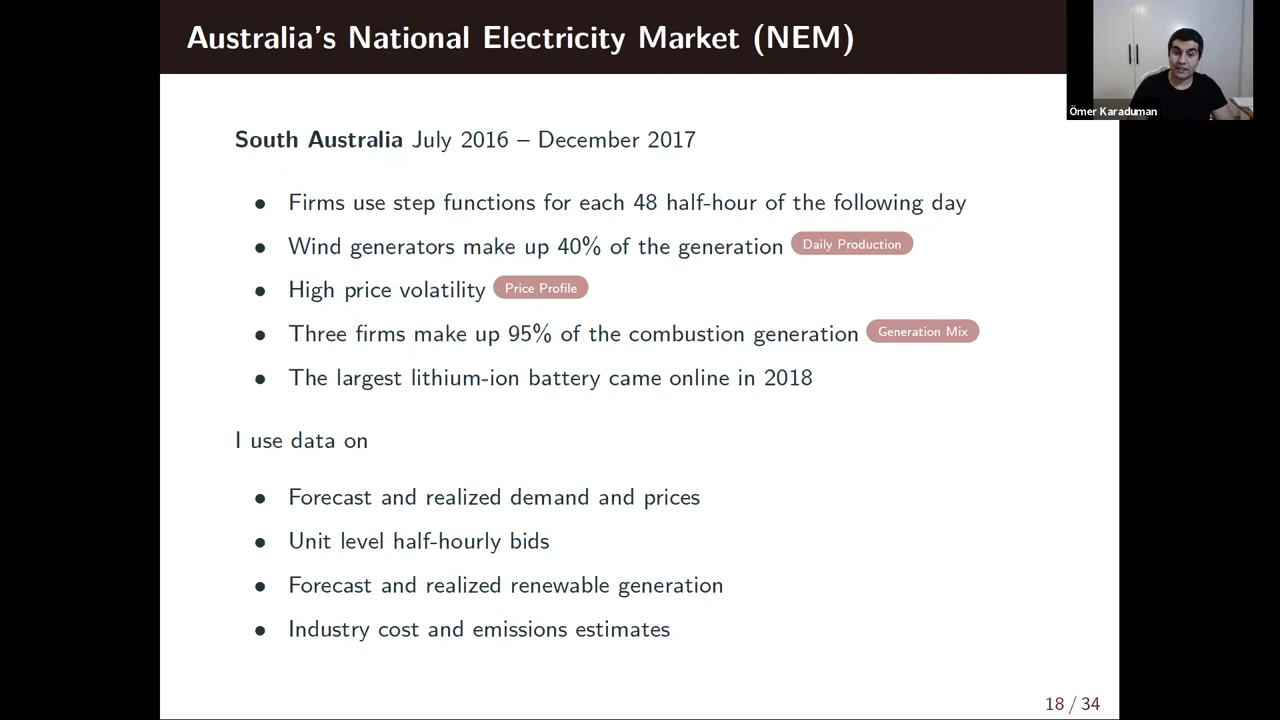 Australia's National Electricity Market (NEM)
Ömer Karaduman
South Australia July 2016 – December 2017
• Firms use step functions for each 48 half-hour of the following day
• Wind generators make up 40% of the generation Daily Production
• High price volatility Price Profile
• Three firms make up 95% of the combustion generation Generation Mix
• The largest lithium-ion battery came online in 2018
I use data on
• Forecast and realized demand and prices
• Unit level half-hourly bids
• Forecast and realized renewable generation
• Industry cost and emissions estimates
18 / 34